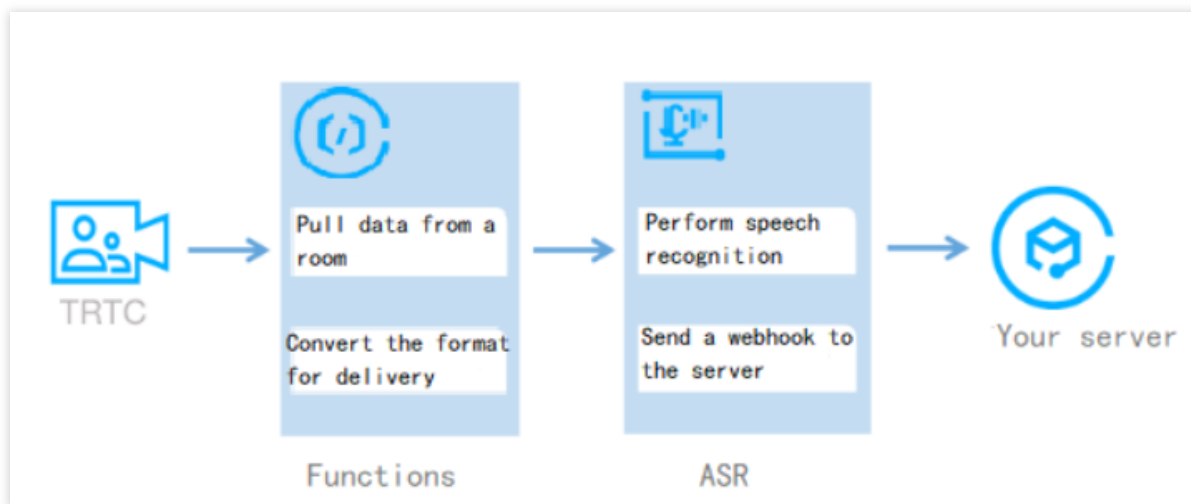 TRTC
Pull data from a
room
Convert the format
for delivery
Functions
Perform speech
recognition
Send a webhook to
the server
ASR
Your server